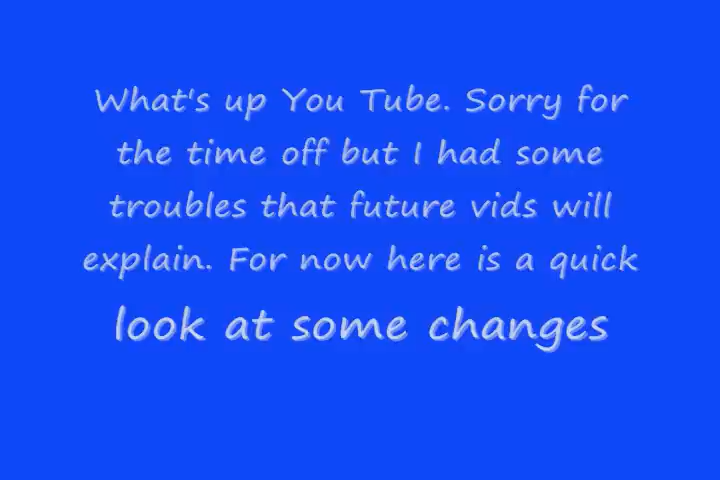 What's up You Tube. Sorry for
the time off but I had some
troubles that future vids will
explain. For now here is a quick
look at some changes